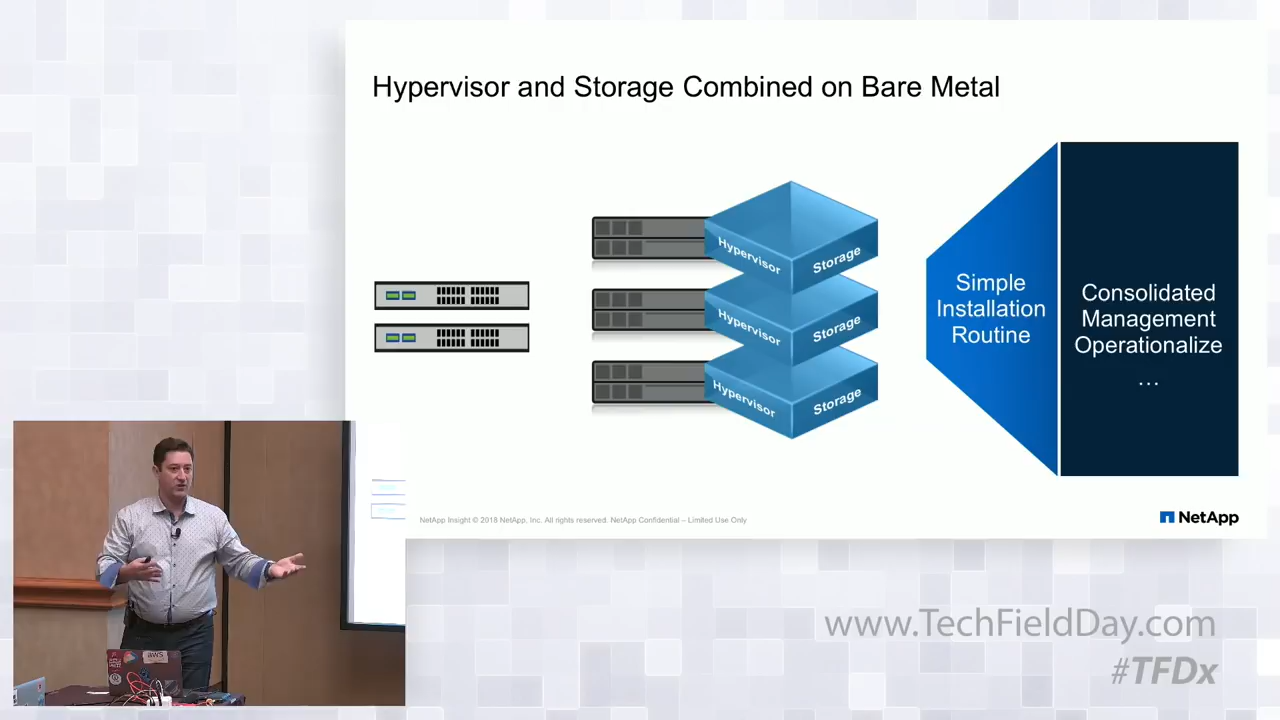 Hypervisor and Storage Combined on Bare Metal
Hypervisor
Storage
Hypervisor
Storage
Hypervisor
Storage
Simple
Installation
Routine
Consolidated
Management
Operationalize
...
NetApp Insight © 2018 NetApp, Inc. All rights reserved. NetApp Confidential – Limited Use Only
NetApp
aws
www.TechFieldDay.com
#TFDx